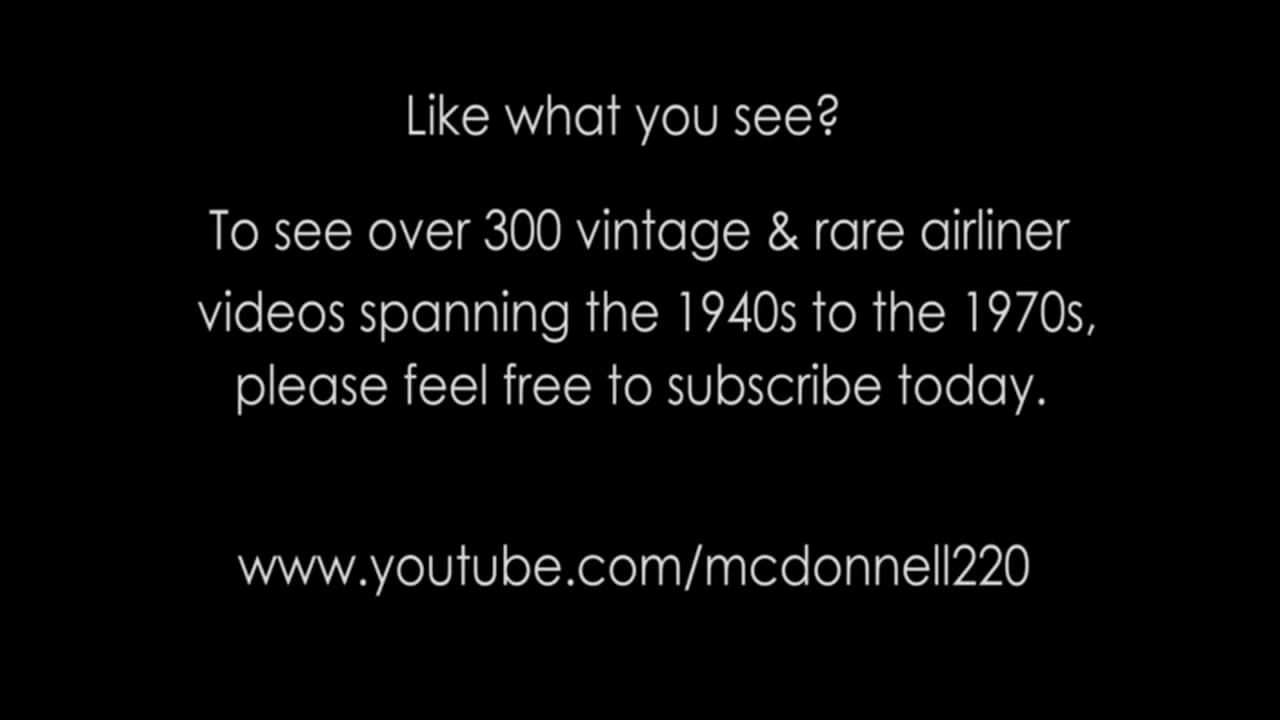 Like what you see?
To see over 300 vintage & rare airliner
videos spanning the 1940s to the 1970s,
please feel free to subscribe today.
www.youtube.com/mcdonnell220